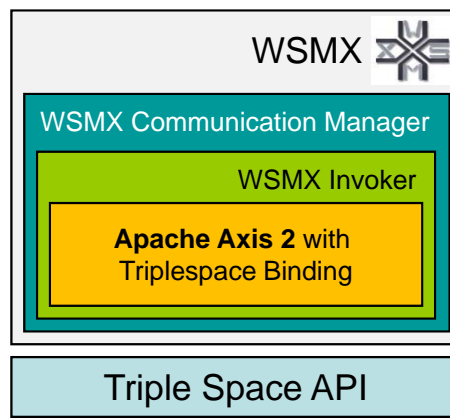 WSMX
WSMX Communication Manager
WSMX Invoker
Apache Axis 2 with
Triplespace Binding
Triple Space API